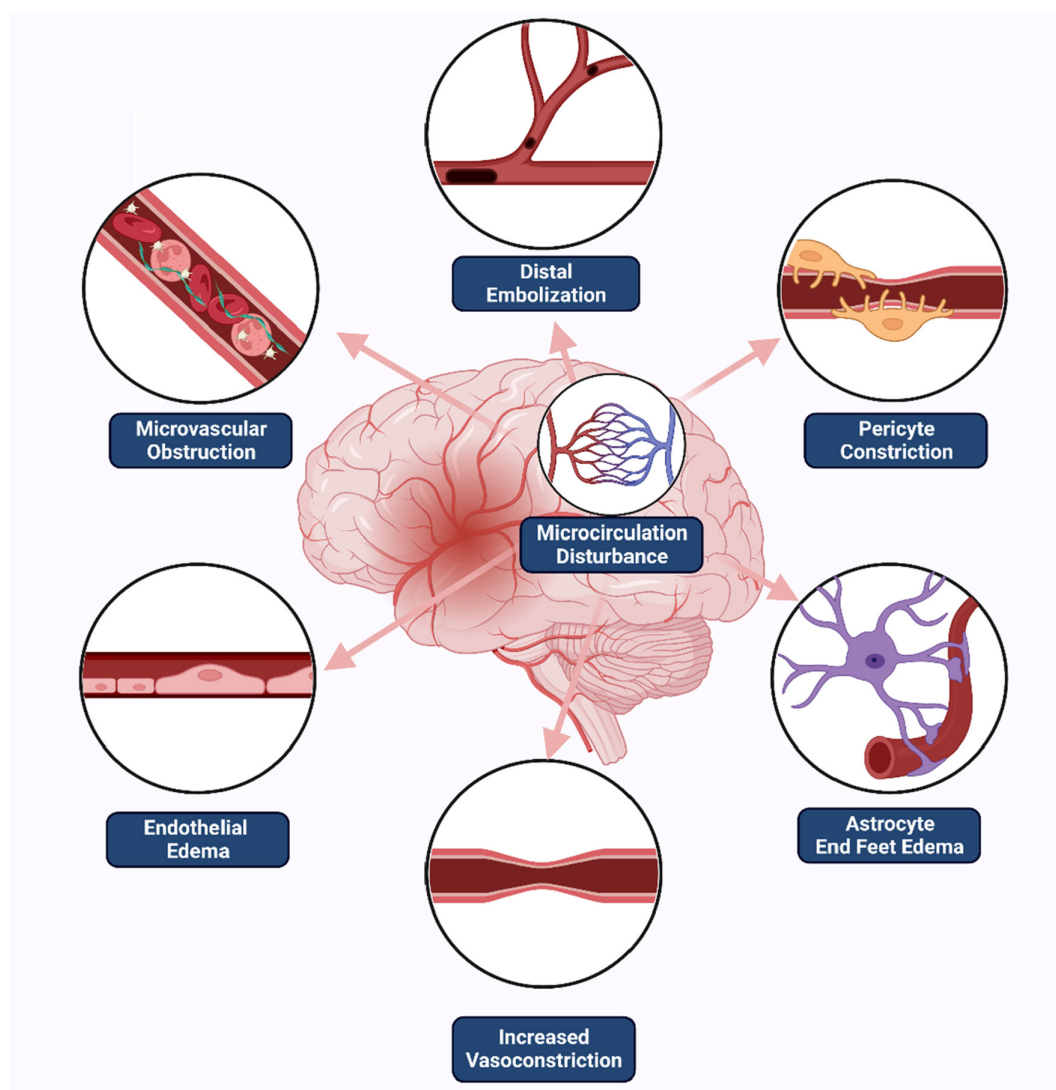 Distal
Embolization
Microvascular
Obstruction
Pericyte
Constriction
Microcirculation
Disturbance
Endothelial
Edema
Astrocyte
End Feet Edema
Increased
Vasoconstriction